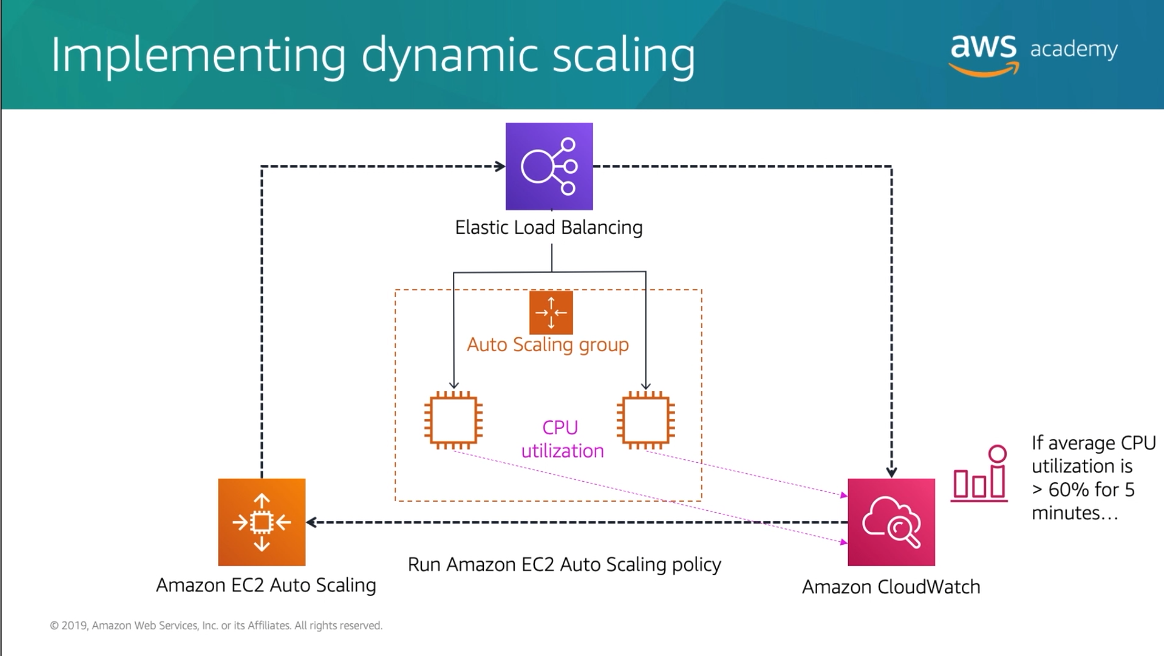 Implementing dynamic scaling
aws academy
Elastic Load Balancing
Auto Scaling group
CPU
utilization
If average CPU
utilization is
> 60% for 5
minutes…
Run Amazon EC2 Auto Scaling policy
Amazon EC2 Auto Scaling
Amazon CloudWatch
© 2019, Amazon Web Services, Inc. or its Affiliates. All rights reserved.